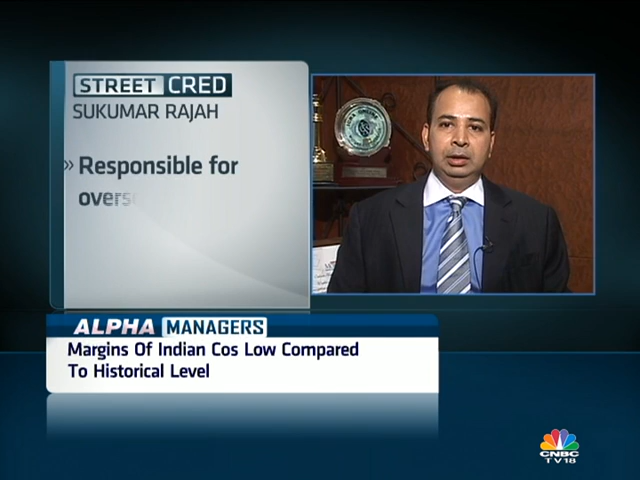 STREET CRED
SUKUMAR RAJAH
» Responsible for
ALPHA MANAGERS
Margins Of Indian Cos Low Compared
To Historical Level
CNBC
TV18